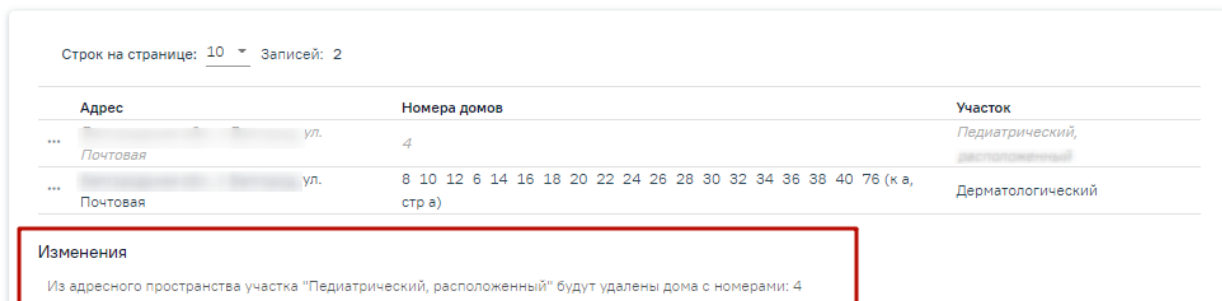 Строк на странице: 10 Записей: 2
Адрес Номера домов Участок
ул. Педиатрический,
Почтовая 4 расположенный
ул. 8 10 12 6 14 16 18 20 22 24 26 28 30 32 34 36 38 40 76 (к а, Дерматологический
Почтовая стр а)
Изменения
Из адресного пространства участка "Педиатрический, расположенный" будут удалены дома с номерами: 4